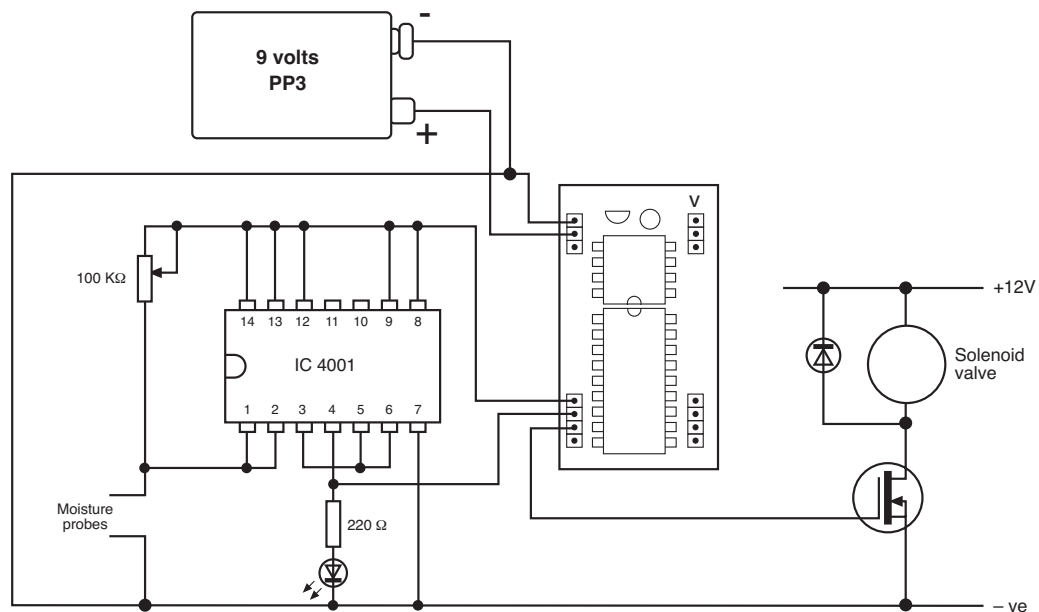 9 volts
PP3
-
+
V
100 KΩ
14 13 12 11 10 9 8
IC 4001
1 2 3 4 5 6 7
+12V
Solenoid
valve
Moisture
probes
220 Ω
– ve